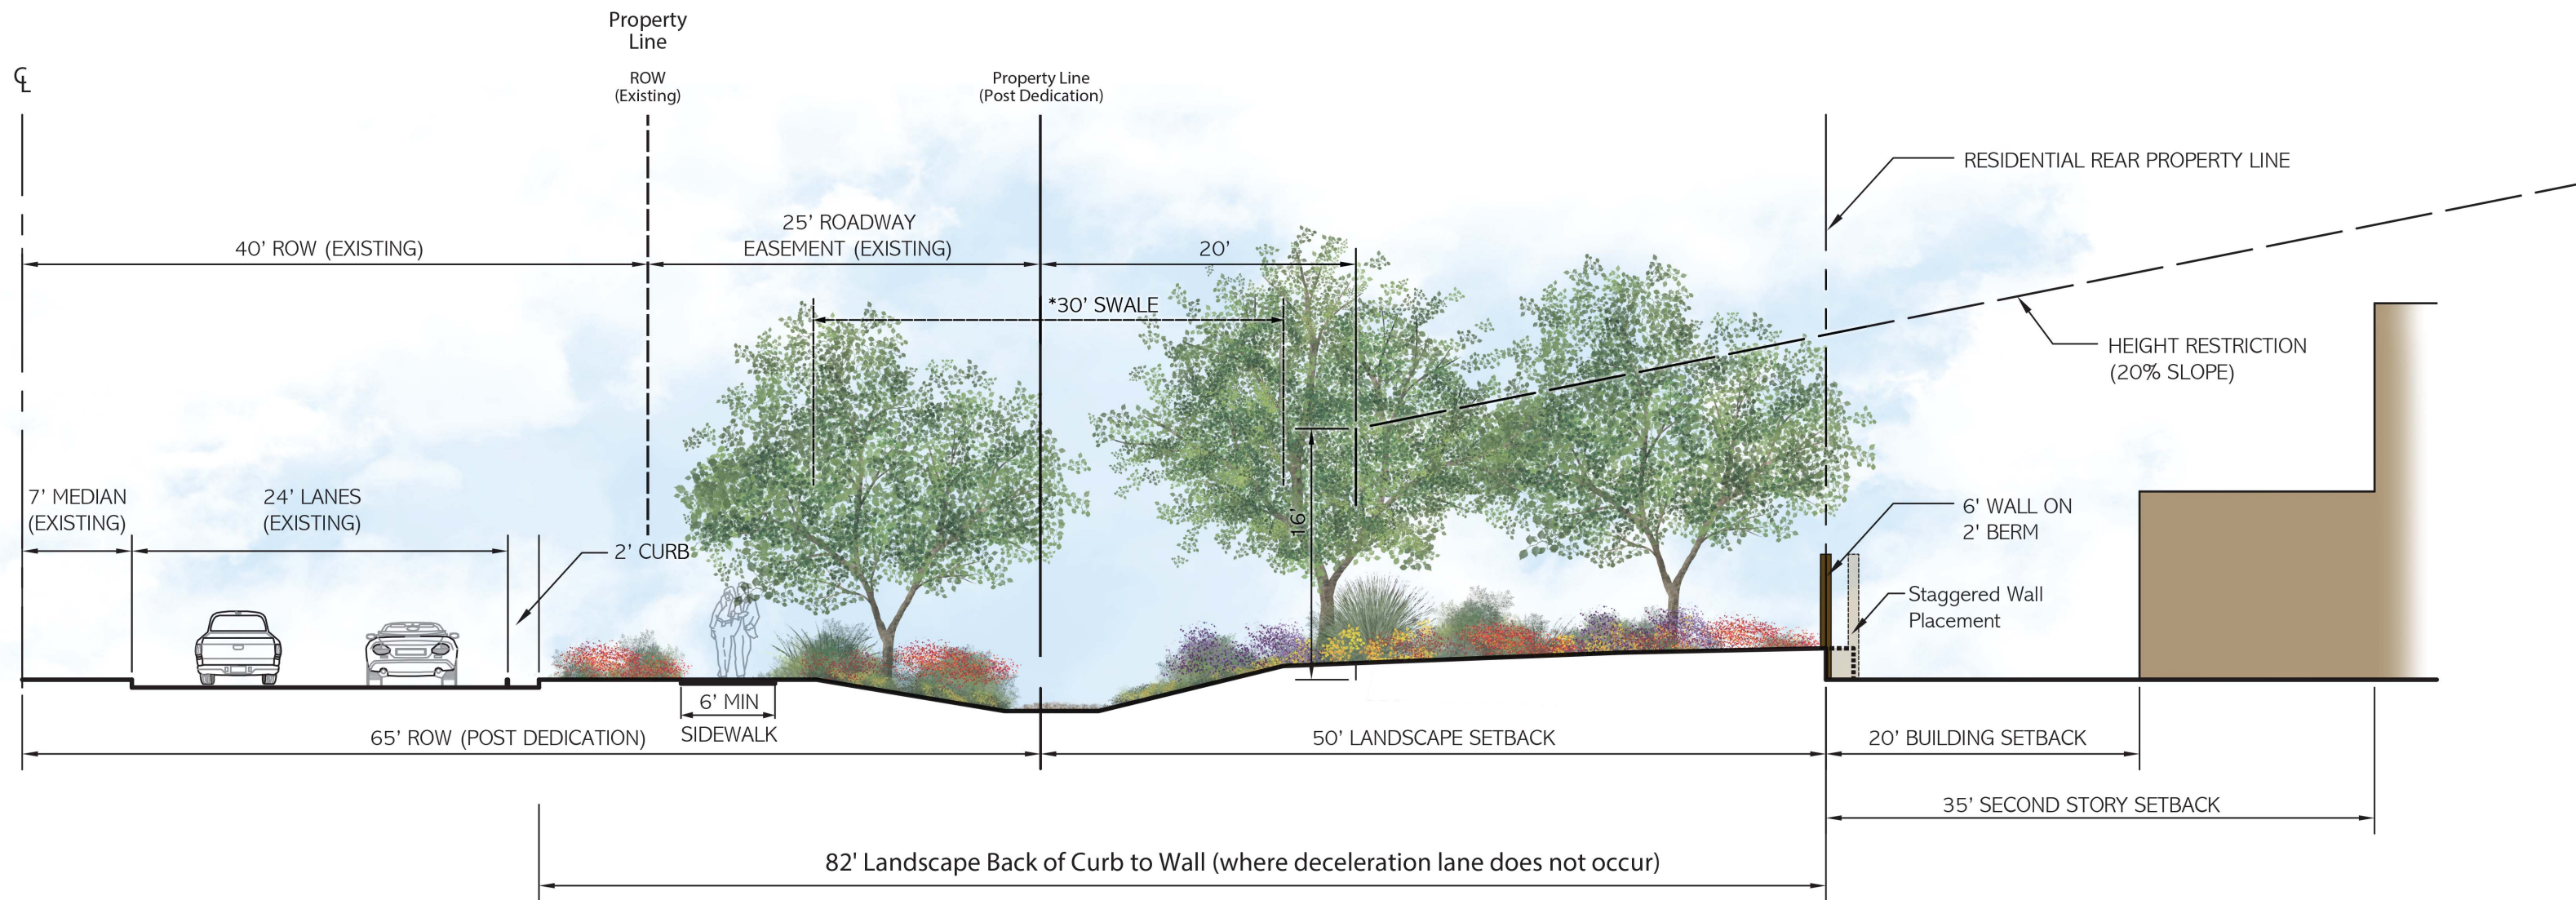 Property
Line
℄
ROW
(Existing)
Property Line
(Post Dedication)
RESIDENTIAL REAR PROPERTY LINE
40’ ROW (EXISTING)
25’ ROADWAY
EASEMENT (EXISTING)
20’
*30’ SWALE
HEIGHT RESTRICTION
(20% SLOPE)
7’ MEDIAN
(EXISTING)
24’ LANES
(EXISTING)
2’ CURB
16’
6' WALL ON
2' BERM
Staggered Wall
Placement
6’ MIN
SIDEWALK
65’ ROW (POST DEDICATION)
50’ LANDSCAPE SETBACK
20’ BUILDING SETBACK
35’ SECOND STORY SETBACK
82' Landscape Back of Curb to Wall (where deceleration lane does not occur)